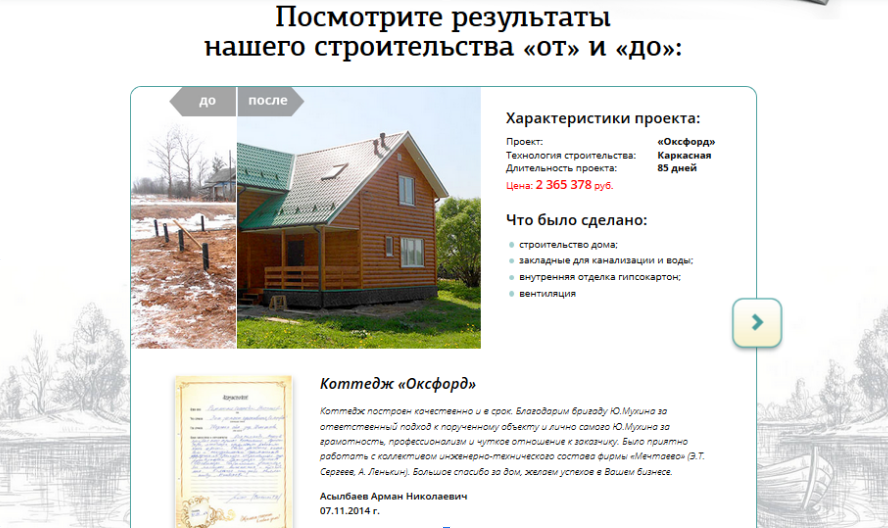 Посмотрите результаты
нашего строительства «от» и «до»:
до после
Характеристики проекта:
Проект: «Оксфорд»
Технология строительства: Каркасная
Длительность проекта: 85 дней
Цена: 2 365 378 руб.
Что было сделано:
строительство дома;
закладные для канализации и воды;
внутренняя отделка гипсокартон;
вентиляция
Коттедж «Оксфорд»
Коттедж построен качественно и в срок. Благодарим бригаду Ю.Мухина за
ответственный подход к порученному объекту и лично самого Ю.Мухина за
грамотность, профессионализм и чуткое отношение к заказчику. Было приятно
работать с коллективом инженерно-технического состава фирмы «Мечтаево» (Э.Т.
Сергеев, А. Ленькин). Большое спасибо за дом, желаем успехов в Вашем бизнесе.
Асылбаев Арман Николаевич
07.11.2014 г.